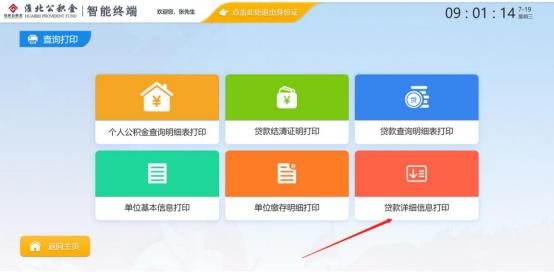 淮北公积金 智能终端 欢迎您，张先生 点击此处退出身份证 09:01:14 7-19
HUAIBEI PROVIDENT FUND 星期三
查询打印
个人公积金查询明细表打印 贷款结清证明打印 贷款查询明细表打印
单位基本信息打印 单位缴存明细打印 贷款详细信息打印
返回主页